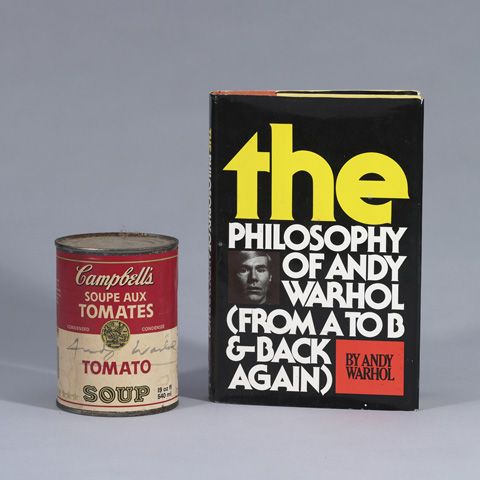 Campbell's
SOUPE AUX
TOMATES
CONDENSED CONDENSÉE
Andy Warhol
TOMATO
SOUP
19 oz fl
540 ml
the
PHILOSOPHY
OF ANDY
WARHOL
(FROM A TO B
&-BACK
AGAIN)
BY ANDY
WARHOL